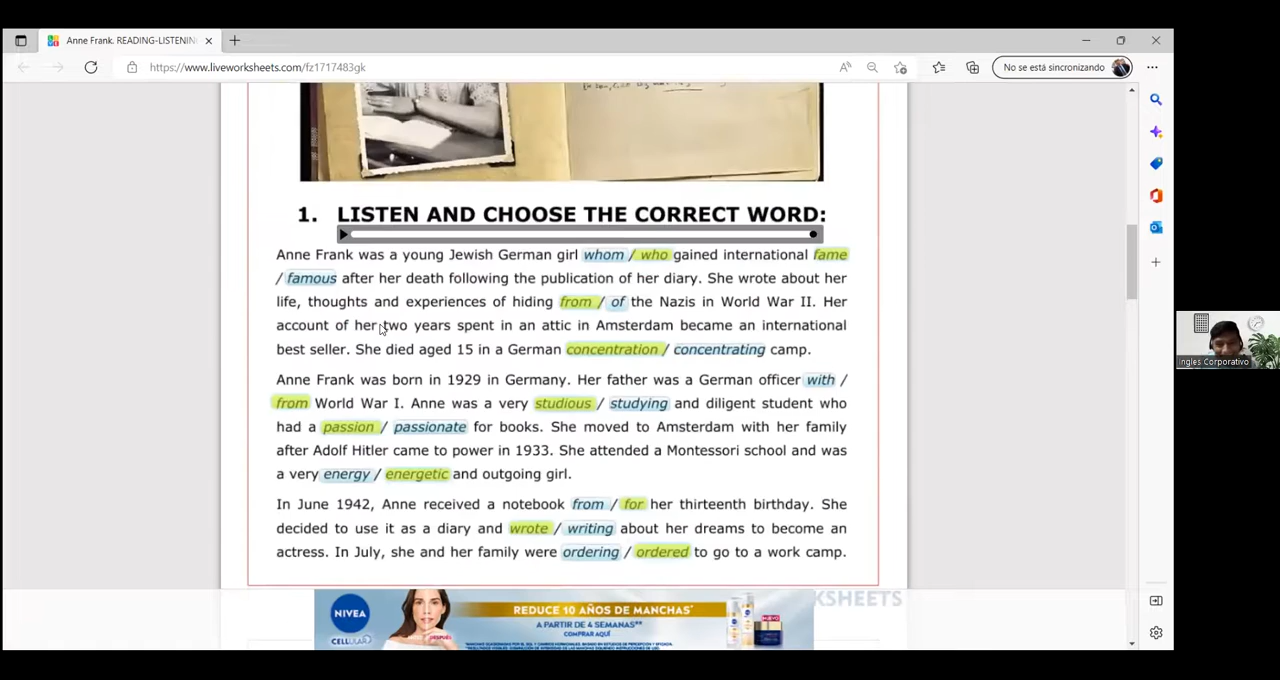 Anne Frank. READING-LISTENIN
https://www.liveworksheets.com/fz1717483gk
No se está sincronizando
1. LISTEN AND CHOOSE THE CORRECT WORD:
Anne Frank was a young Jewish German girl whom / who gained international fame
/ famous after her death following the publication of her diary. She wrote about her
life, thoughts and experiences of hiding from / of the Nazis in World War II. Her
account of her two years spent in an attic in Amsterdam became an international
best seller. She died aged 15 in a German concentration / concentrating camp.
Anne Frank was born in 1929 in Germany. Her father was a German officer with /
from World War I. Anne was a very studious / studying and diligent student who
had a passion / passionate for books. She moved to Amsterdam with her family
after Adolf Hitler came to power in 1933. She attended a Montessori school and was
a very energy / energetic and outgoing girl.
In June 1942, Anne received a notebook from / for her thirteenth birthday. She
decided to use it as a diary and wrote / writing about her dreams to become an
actress. In July, she and her family were ordering / ordered to go to a work camp.
Ingles Corporativo
NIVEA
CELLULAR
REDUCE 10 AÑOS DE MANCHAS*
A PARTIR DE 4 SEMANAS**
COMPRAR AQUÍ
KSHEETS